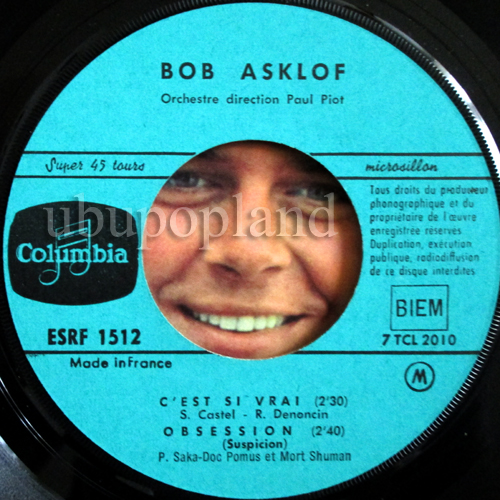 BOB ASKLOF
Orchestre direction Paul Piot
Super 45 tours
microsillon
Tous droits du producteur
phonographique et du
propriétaire de l'œuvre
enregistrée réservés
Duplication, exécution
publique, radiodiffusion
de ce disque interdites
ubupopland
Columbia
BIEM
ESRF 1512
7 TCL 2010
Made in France
M
C'EST SI VRAI (2'30)
S. Castel - R. Denoncin
OBSESSION (2'40)
(Suspicion)
P. Saka-Doc Pomus et Mort Shuman